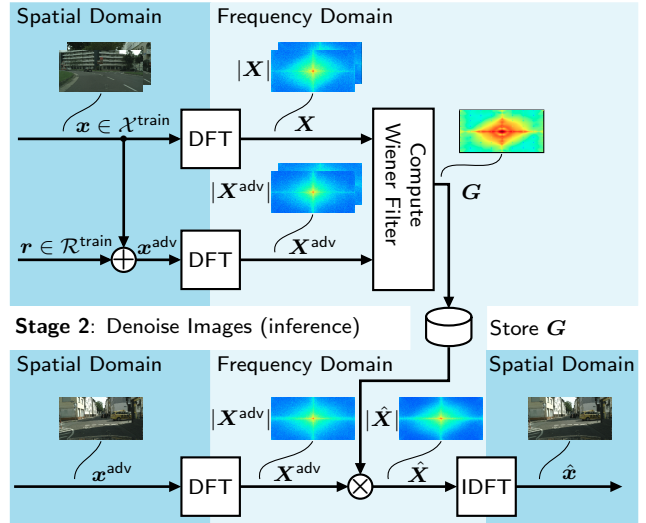 Spatial Domain
Frequency Domain
|X|
x ∈ 𝒳^train
DFT
X
Compute
Wiener Filter
G
|X^adv|
r ∈ ℛ^train
x^adv
DFT
X^adv
Stage 2: Denoise Images (inference)
Store G
Spatial Domain
Frequency Domain
Spatial Domain
|X^adv|
|X̂|
x^adv
DFT
X^adv
X̂
IDFT
x̂